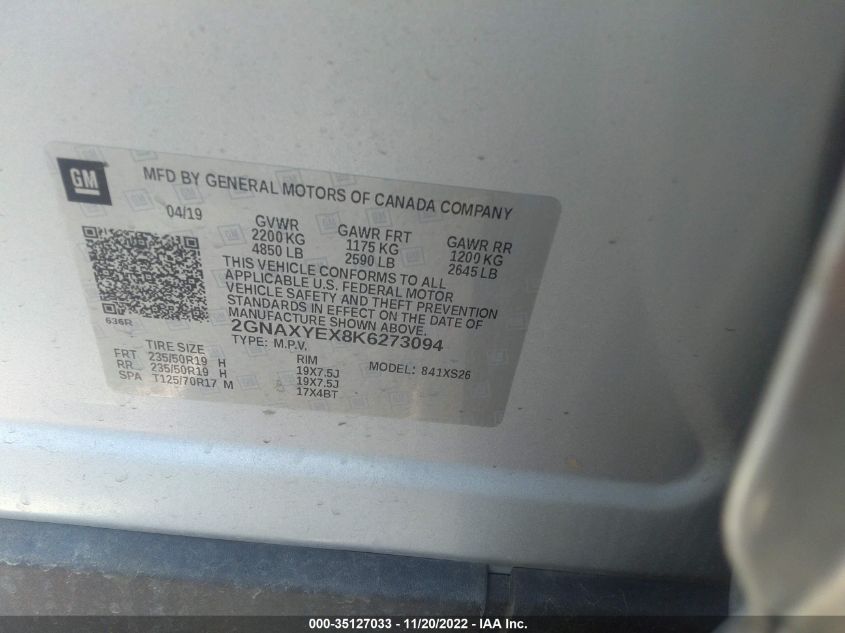 GM
MFD BY GENERAL MOTORS OF CANADA COMPANY
04/19
GVWR GAWR FRT GAWR RR
2200 KG 1175 KG 1200 KG
4850 LB 2590 LB 2645 LB
THIS VEHICLE CONFORMS TO ALL
APPLICABLE U.S. FEDERAL MOTOR
VEHICLE SAFETY AND THEFT PREVENTION
STANDARDS IN EFFECT ON THE DATE OF
MANUFACTURE SHOWN ABOVE.
636R
2GNAXYEX8K6273094
TYPE: M.P.V.
TIRE SIZE RIM MODEL: 841XS26
FRT 235/50R19 H 19X7.5J
RR 235/50R19 H 19X7.5J
SPA T125/70R17 M 17X4BT
000-35127033 - 11/20/2022 - IAA Inc.